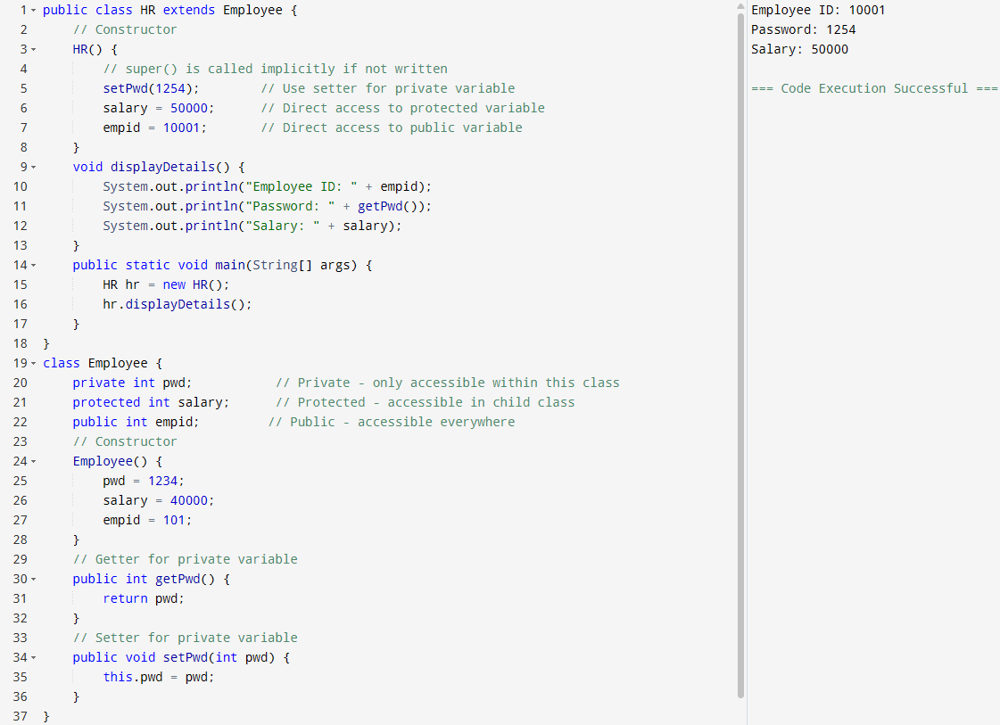 1 public class HR extends Employee {
2 // Constructor
3 HR() {
4 // super() is called implicitly if not written
5 setPwd(1254); // Use setter for private variable
6 salary = 50000; // Direct access to protected variable
7 empid = 10001; // Direct access to public variable
8 }
9 void displayDetails() {
10 System.out.println("Employee ID: " + empid);
11 System.out.println("Password: " + getPwd());
12 System.out.println("Salary: " + salary);
13 }
14 public static void main(String[] args) {
15 HR hr = new HR();
16 hr.displayDetails();
17 }
18 }
19 class Employee {
20 private int pwd; // Private - only accessible within this class
21 protected int salary; // Protected - accessible in child class
22 public int empid; // Public - accessible everywhere
23 // Constructor
24 Employee() {
25 pwd = 1234;
26 salary = 40000;
27 empid = 101;
28 }
29 // Getter for private variable
30 public int getPwd() {
31 return pwd;
32 }
33 // Setter for private variable
34 public void setPwd(int pwd) {
35 this.pwd = pwd;
36 }
37 }
Employee ID: 10001
Password: 1254
Salary: 50000
=== Code Execution Successful ===